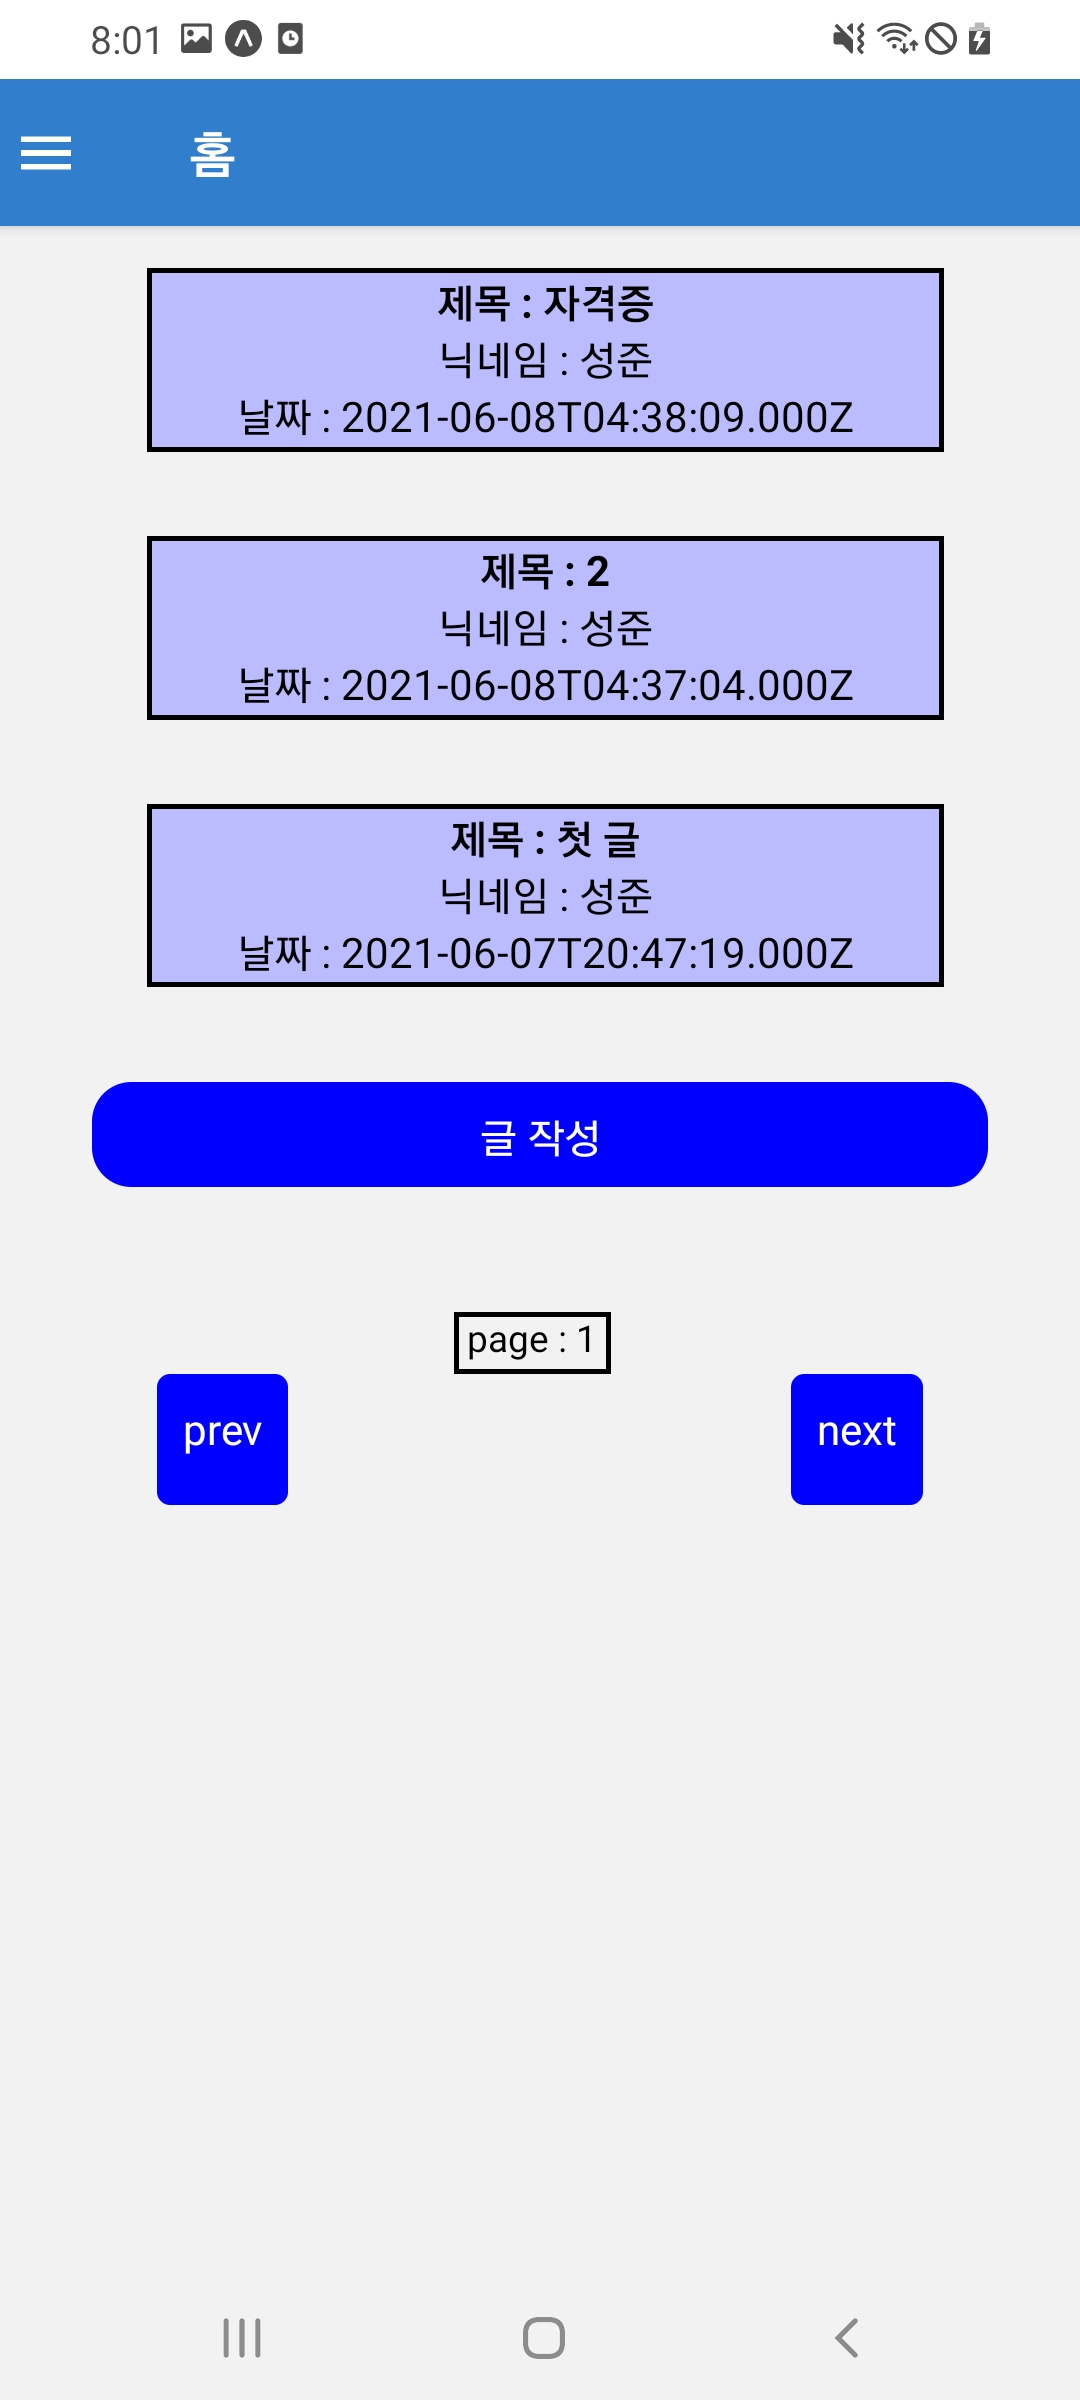 8:01
홈
제목 : 자격증
닉네임 : 성준
날짜 : 2021-06-08T04:38:09.000Z
제목 : 2
닉네임 : 성준
날짜 : 2021-06-08T04:37:04.000Z
제목 : 첫 글
닉네임 : 성준
날짜 : 2021-06-07T20:47:19.000Z
글 작성
page : 1
prev
next